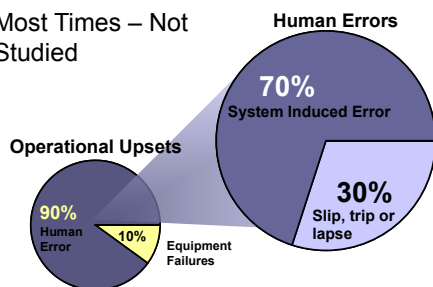 Most Times – Not
Studied
Human Errors
70%
System Induced Error
30%
Slip, trip or
lapse
Operational Upsets
90%
Human
Error
10%
Equipment
Failures